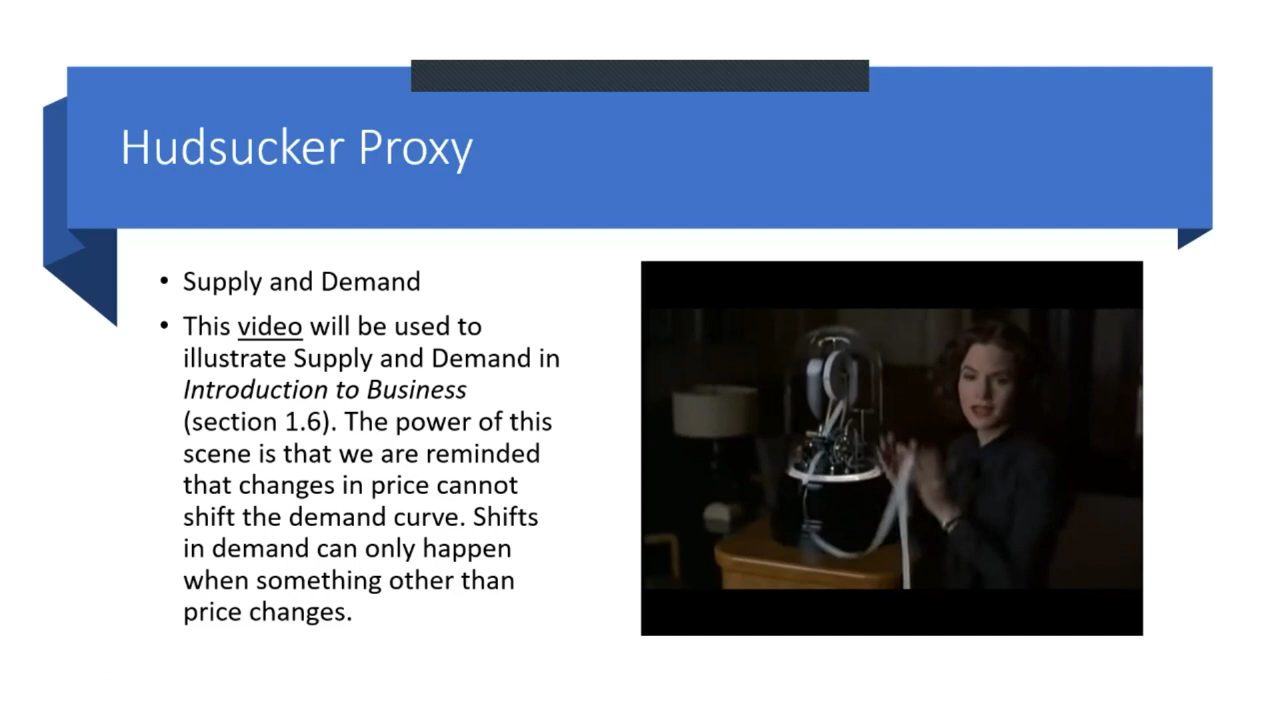 Hudsucker Proxy
• Supply and Demand
• This video will be used to
illustrate Supply and Demand in
Introduction to Business
(section 1.6). The power of this
scene is that we are reminded
that changes in price cannot
shift the demand curve. Shifts
in demand can only happen
when something other than
price changes.